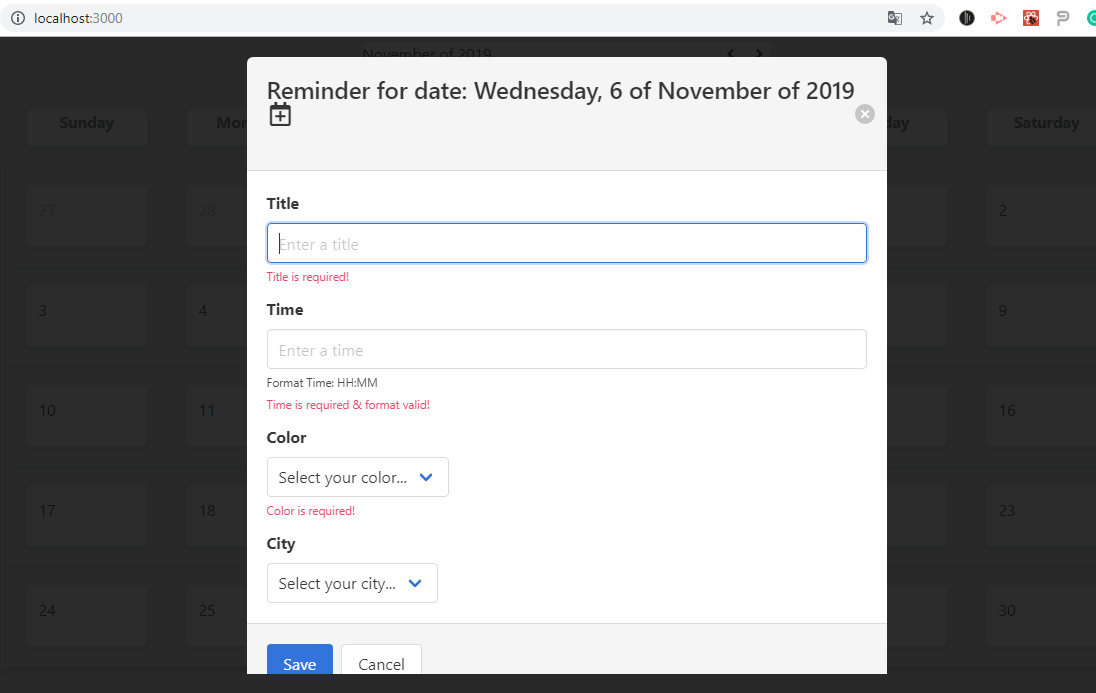 localhost:3000
November of 2019
Reminder for date: Wednesday, 6 of November of 2019
Sunday
Mon
day
Saturday
27
28
2
Title
Enter a title
Title is required!
3
4
9
Time
Enter a time
Format Time: HH:MM
Time is required & format valid!
10
11
16
Color
Select your color...
Color is required!
17
18
23
City
Select your city...
24
25
30
Save
Cancel